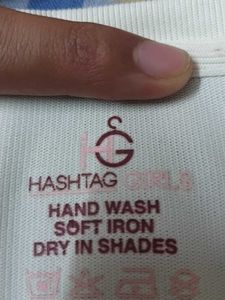 HG
HASHTAG GIRLS
HAND WASH
SOFT IRON
DRY IN SHADES